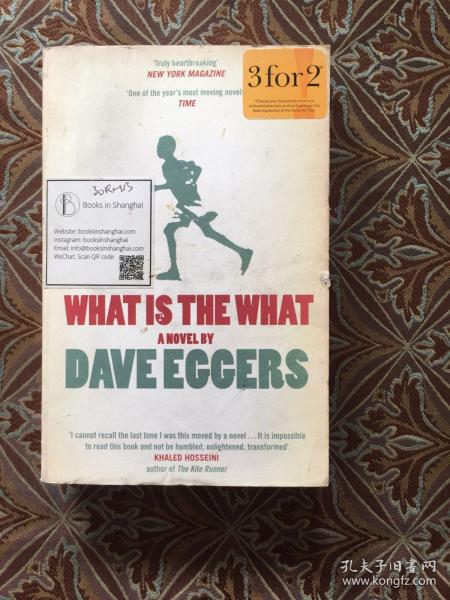 'Truly heartbreaking'
NEW YORK MAGAZINE
'One of the year's most moving novels
TIME
3 for 2
30RMB
B
Books in Shanghai
Website: booksinshanghai.com
Instagram: booksinshanghai
Email: info@booksinshanghai.com
WeChat: Scan QR code
WHAT IS THE WHAT
A NOVEL BY
DAVE EGGERS
'I cannot recall the last time I was this moved by a novel . . . It is impossible
to read this book and not be humbled, enlightened, transformed'
KHALED HOSSEINI
author of The Kite Runner
孔夫子旧书网
www.kongfz.com